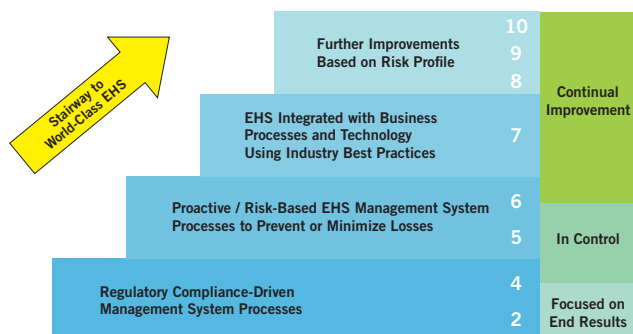 Stairway to
World-Class EHS
Further Improvements
Based on Risk Profile
10
9
8
EHS Integrated with Business
Processes and Technology
Using Industry Best Practices
7
Proactive / Risk-Based EHS Management System
Processes to Prevent or Minimize Losses
6
5
Regulatory Compliance-Driven
Management System Processes
4
2
Continual
Improvement
In Control
Focused on
End Results